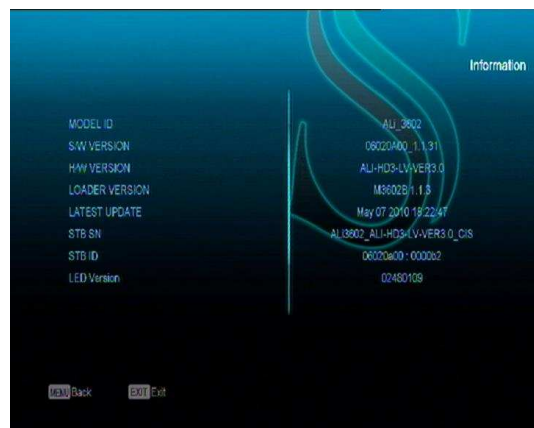 Information
MODEL ID ALi_3602
S/W VERSION 06020A00_1.1.31
H/W VERSION ALI-HD3-LV-VER3.0
LOADER VERSION M3602B 1.1.3
LATEST UPDATE May 07 2010 18:22:47
STB SN ALI3602_ALI-HD3-LV-VER3.0_CIS
STB ID 06020a00 : 0000b2
LED Version 02480109
MENU Back EXIT Exit